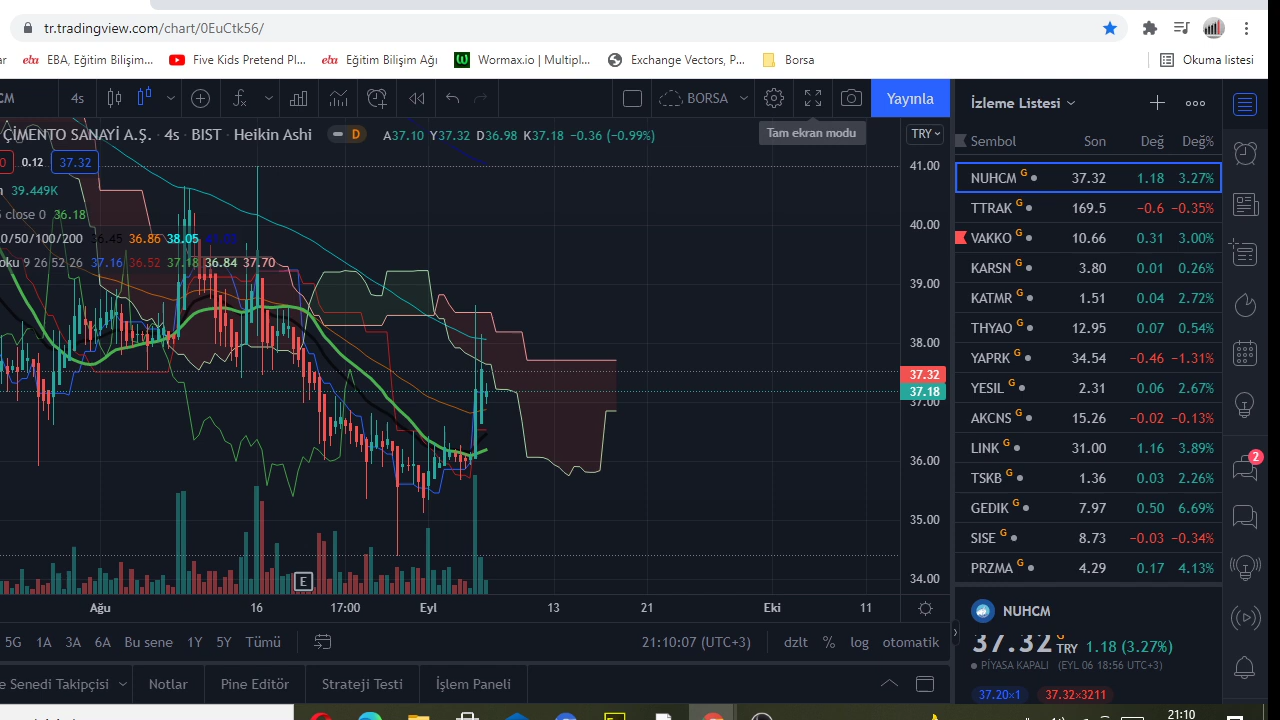 tr.tradingview.com/chart/0EuCtk56/
EBA, Eğitim Bilişim... Five Kids Pretend Pl... Eğitim Bilişim Ağı Wormax.io | Multipl... Exchange Vectors, P... Borsa Okuma listesi
CM 4s BORSA Yayınla
İzleme Listesi
ÇİMENTO SANAYİ A.Ş. · 4s · BIST · Heikin Ashi D A37.10 Y37.32 D36.98 K37.18 −0.36 (−0.99%)
Tam ekran modu
TRY
Sembol Son Değ Değ%
0 0.12 37.32
39.449K
close 0 36.18
0/50/100/200 36.45 36.86 38.05
oku 9 26 52 26 37.16 36.52 37.18 36.84 37.70
41.00
40.00
39.00
38.00
37.32
37.18
37.00
36.00
35.00
34.00
E
Ağu 16 17:00 Eyl 13 21 Eki 11
5G 1A 3A 6A Bu sene 1Y 5Y Tümü 21:10:07 (UTC+3) dzlt % log otomatik
e Senedi Takipçisi Notlar Pine Editör Strateji Testi İşlem Paneli
NUHCM G 37.32 1.18 3.27%
TTRAK G 169.5 −0.6 −0.35%
VAKKO G 10.66 0.31 3.00%
KARSN G 3.80 0.01 0.26%
KATMR G 1.51 0.04 2.72%
THYAO G 12.95 0.07 0.54%
YAPRK G 34.54 −0.46 −1.31%
YESIL G 2.31 0.06 2.67%
AKCNS G 15.26 −0.02 −0.13%
LINK G 31.00 1.16 3.89%
TSKB G 1.36 0.03 2.26%
GEDIK G 7.97 0.50 6.69%
SISE G 8.73 −0.03 −0.34%
PRZMA G 4.29 0.17 4.13%
2
NUHCM
37.32 G TRY 1.18 (3.27%)
PİYASA KAPALI (EYL 06 18:56 UTC+3)
37.20×1 37.32×3211
21:10